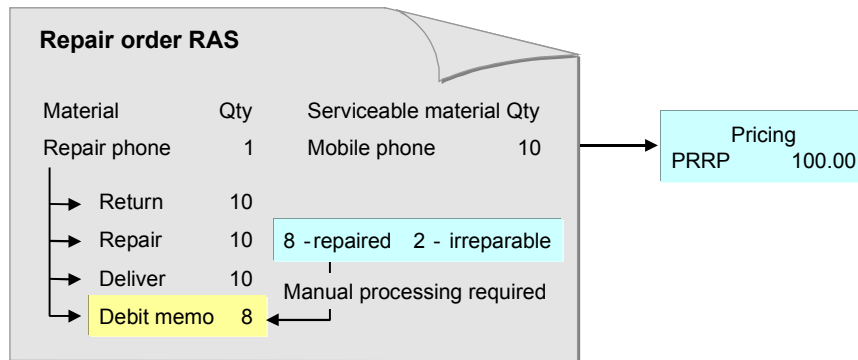 Repair order RAS
Material Qty Serviceable material Qty
Repair phone 1 Mobile phone 10
Pricing
PRRP 100.00
Return 10
Repair 10 8 -repaired 2 - irreparable
Deliver 10
Manual processing required
Debit memo 8